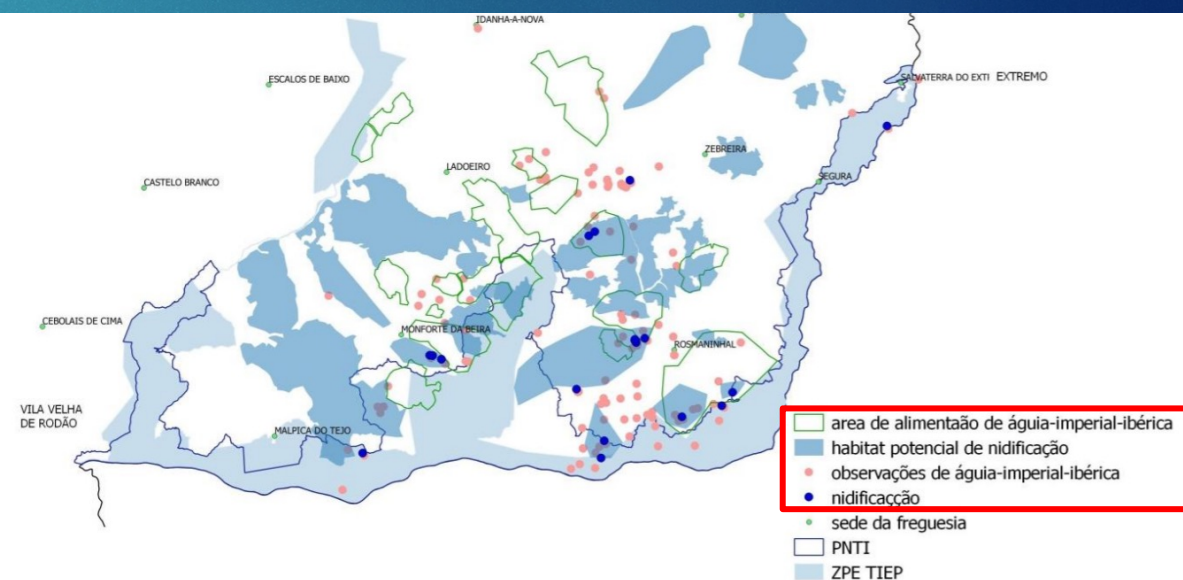 IDANHA-A-NOVA
ESCALOS DE BAIXO
SALVATERRA DO EXTI EXTREMO
ZEBREIRA
LADOEIRO
SEGURA
CASTELO BRANCO
CEBOLAIS DE CIMA
MONFORTE DA BEIRA
ROSMANINHAL
VILA VELHA
DE RODÃO
MALPICA DO TEJO
area de alimentaão de águia-imperial-ibérica
habitat potencial de nidificação
observações de águia-imperial-ibérica
nidificaçção
sede da freguesia
PNTI
ZPE TIEP